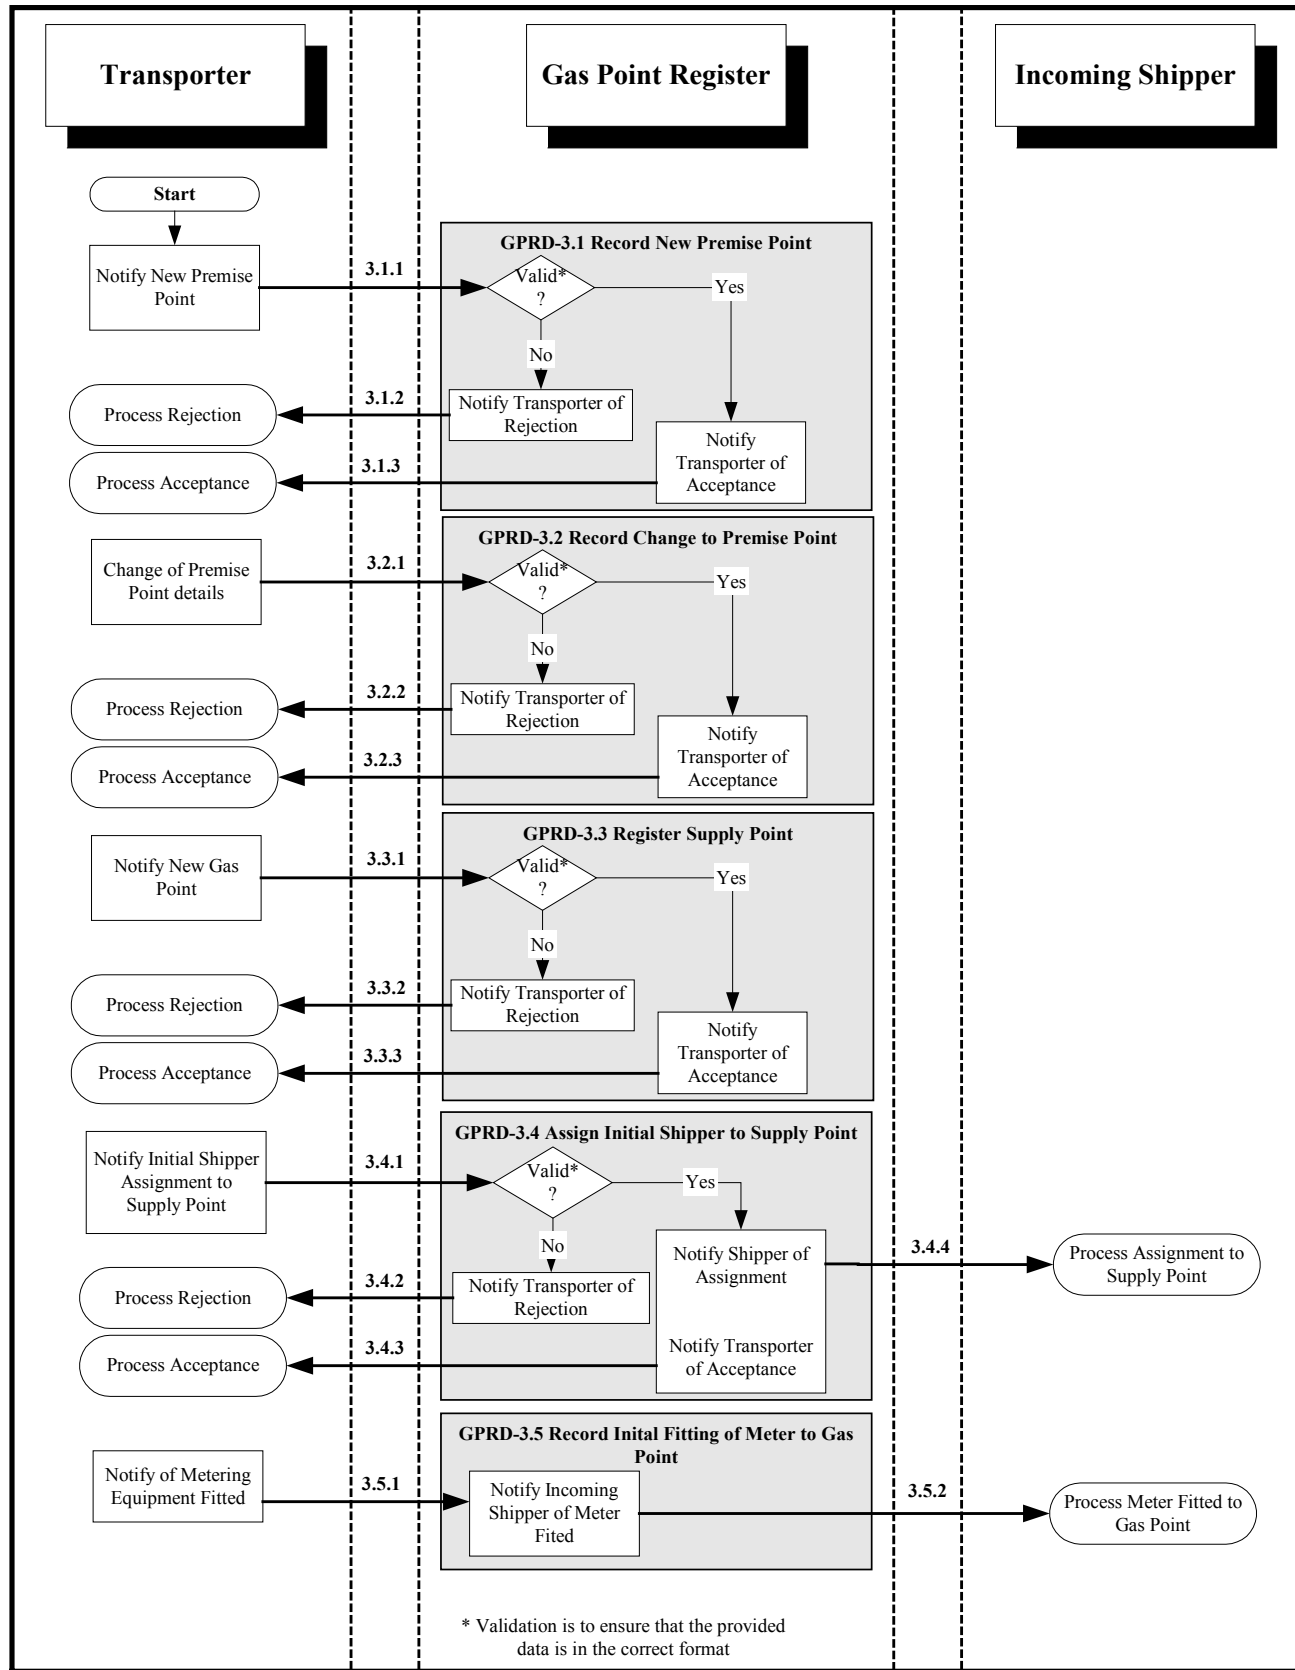 Transporter
Gas Point Register
Incoming Shipper
Start
GPRD-3.1 Record New Premise Point
Notify New Premise
Point
3.1.1
Valid*
?
Yes
No
Process Rejection
3.1.2
Notify Transporter of
Rejection
Notify
Transporter of
Acceptance
Process Acceptance
3.1.3
GPRD-3.2 Record Change to Premise Point
Change of Premise
Point details
3.2.1
Valid*
?
Yes
No
Process Rejection
3.2.2
Notify Transporter of
Rejection
Notify
Transporter of
Acceptance
Process Acceptance
3.2.3
GPRD-3.3 Register Supply Point
Notify New Gas
Point
3.3.1
Valid*
?
Yes
No
Process Rejection
3.3.2
Notify Transporter of
Rejection
Notify
Transporter of
Acceptance
Process Acceptance
3.3.3
GPRD-3.4 Assign Initial Shipper to Supply Point
Notify Initial Shipper
Assignment to
Supply Point
3.4.1
Valid*
?
Yes
No
Notify Shipper of
Assignment
3.4.4
Process Assignment to
Supply Point
Process Rejection
3.4.2
Notify Transporter of
Rejection
Process Acceptance
3.4.3
Notify Transporter
of Acceptance
GPRD-3.5 Record Inital Fitting of Meter to Gas
Point
Notify of Metering
Equipment Fitted
3.5.1
Notify Incoming
Shipper of Meter
Fited
3.5.2
Process Meter Fitted to
Gas Point
* Validation is to ensure that the provided
data is in the correct format